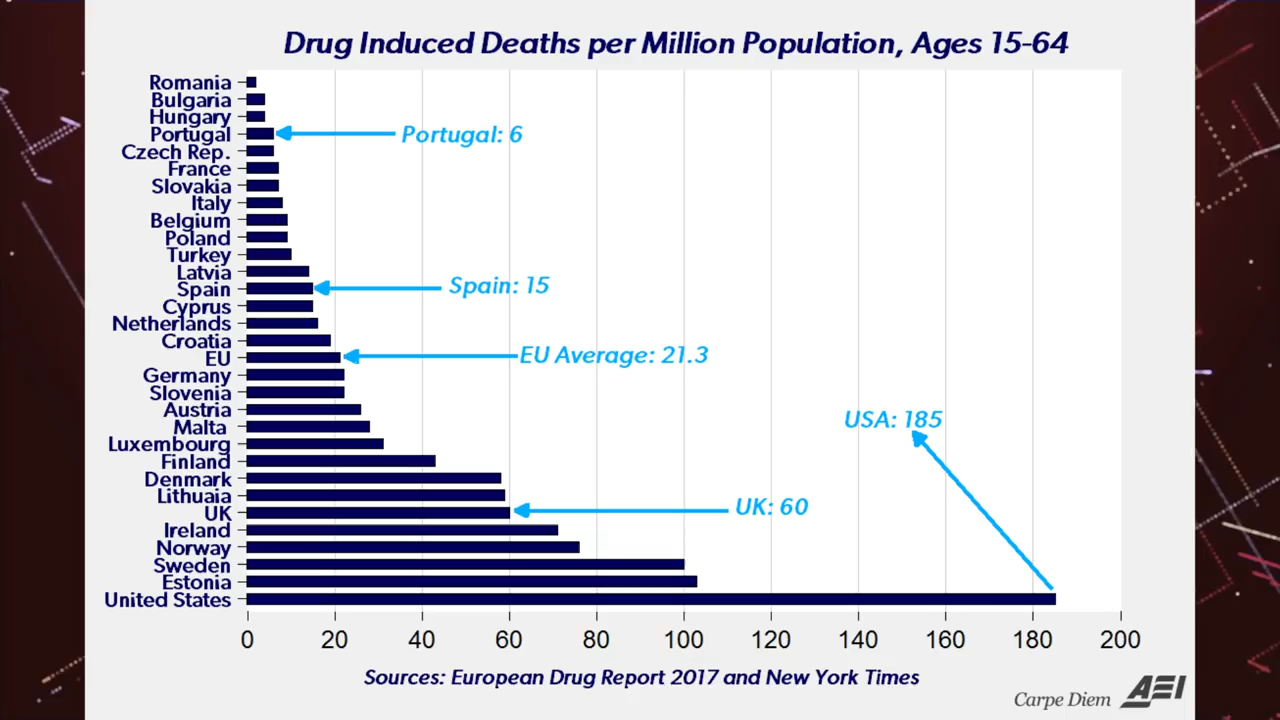 Drug Induced Deaths per Million Population, Ages 15-64
Romania
Bulgaria
Hungary
Portugal
Portugal: 6
Czech Rep.
France
Slovakia
Italy
Belgium
Poland
Turkey
Latvia
Spain
Spain: 15
Cyprus
Netherlands
Croatia
EU
EU Average: 21.3
Germany
Slovenia
Austria
USA: 185
Malta
Luxembourg
Finland
Denmark
Lithuaia
UK
UK: 60
Ireland
Norway
Sweden
Estonia
United States
0 20 40 60 80 100 120 140 160 180 200
Sources: European Drug Report 2017 and New York Times
Carpe Diem AEI